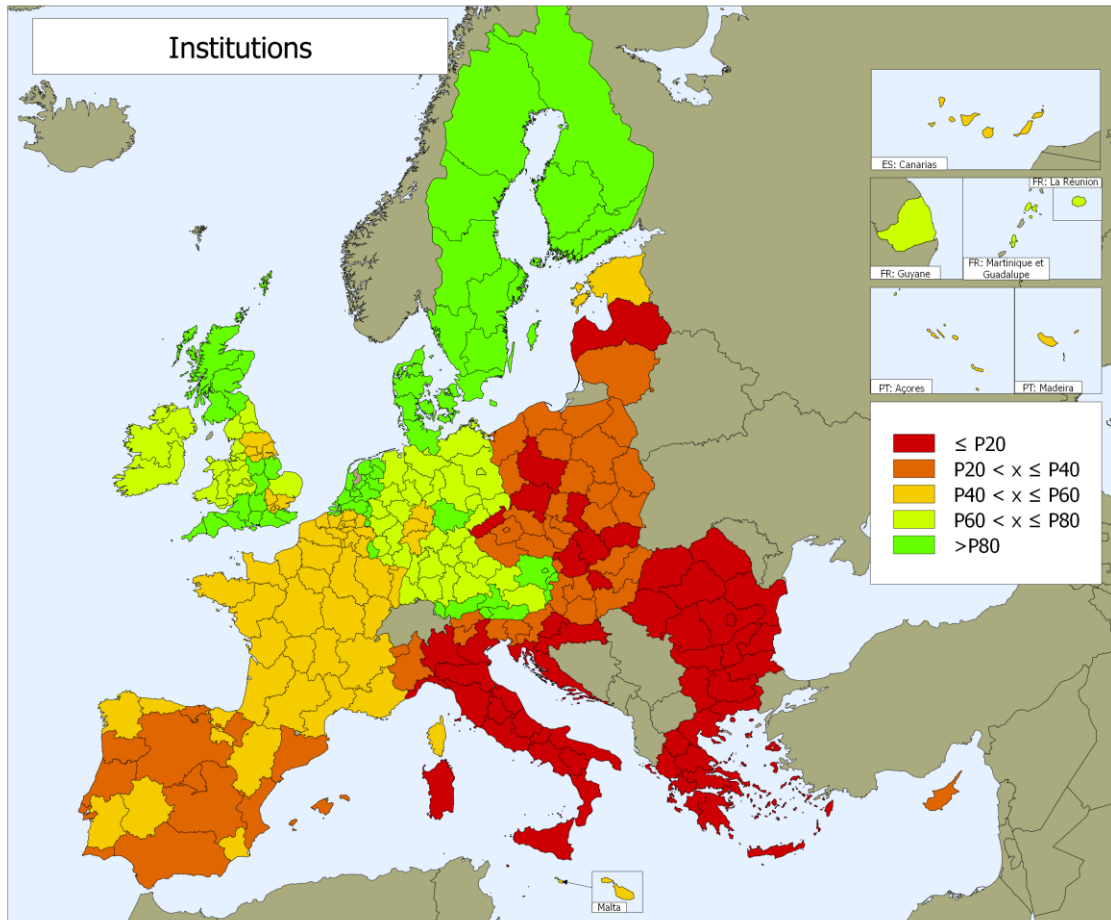 Institutions
ES: Canarias
FR: La Réunion
FR: Guyane
FR: Martinique et
Guadalupe
PT: Açores
PT: Madeira
≤ P20
P20 < x ≤ P40
P40 < x ≤ P60
P60 < x ≤ P80
>P80
Malta